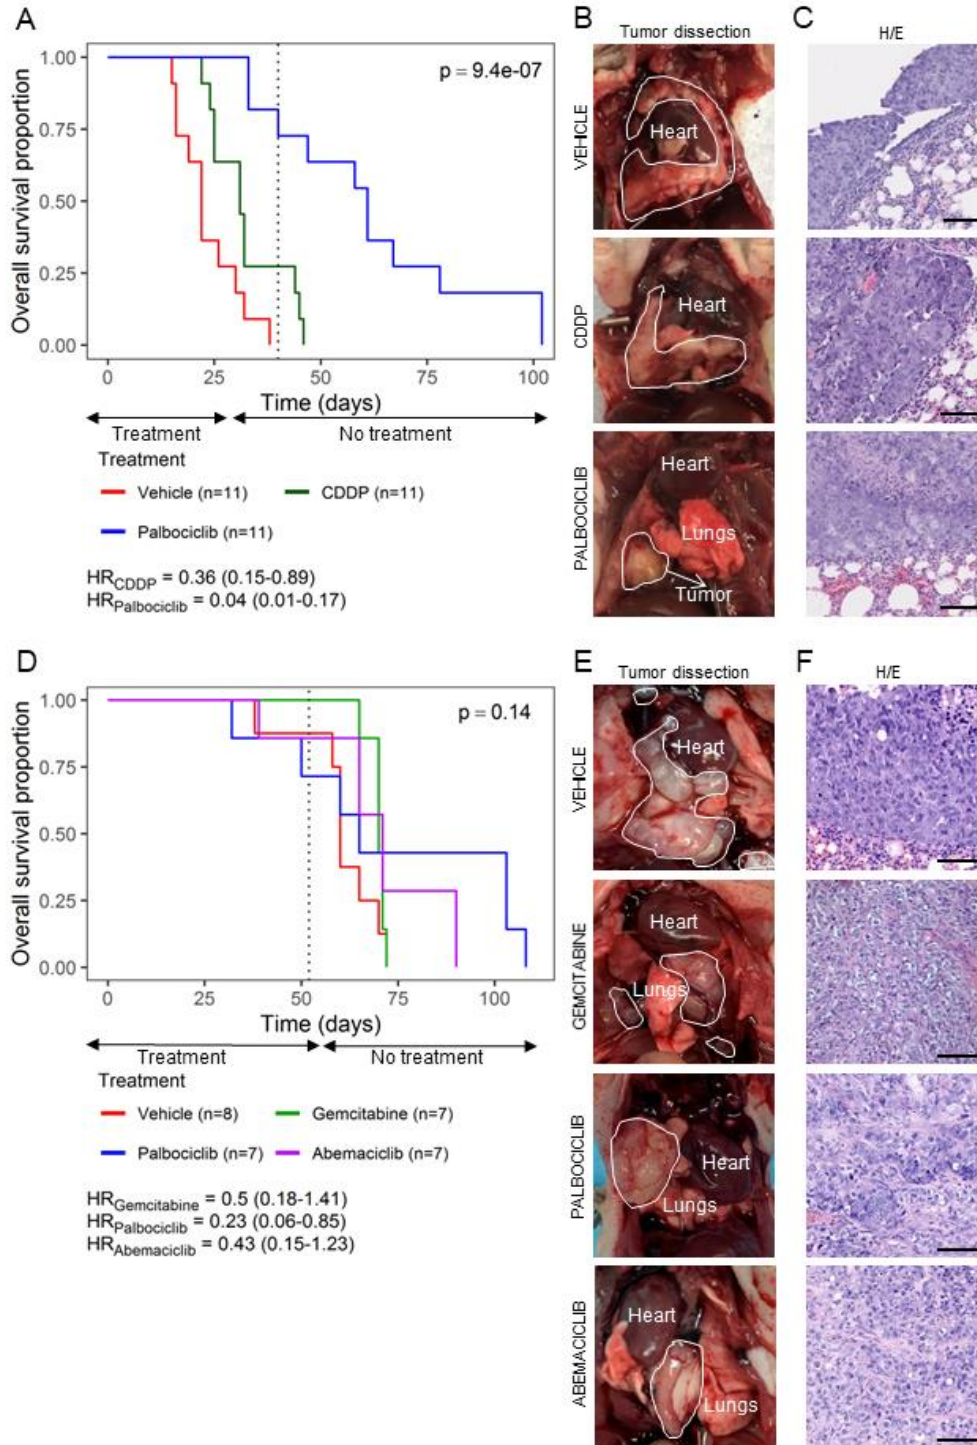 A
Overall survival proportion
1.00
0.75
0.50
0.25
0.00
p = 9.4e-07
0 25 50 75 100
Time (days)
Treatment No treatment
Treatment
Vehicle (n=11) CDDP (n=11)
Palbociclib (n=11)
HRCDDP = 0.36 (0.15-0.89)
HRPalbociclib = 0.04 (0.01-0.17)
B
Tumor dissection
VEHICLE
Heart
CDDP
Heart
PALBOCICLIB
Heart
Lungs
Tumor
C
H/E
D
Overall survival proportion
1.00
0.75
0.50
0.25
0.00
p = 0.14
0 25 50 75 100
Time (days)
Treatment No treatment
Treatment
Vehicle (n=8) Gemcitabine (n=7)
Palbociclib (n=7) Abemaciclib (n=7)
HRGemcitabine = 0.5 (0.18-1.41)
HRPalbociclib = 0.23 (0.06-0.85)
HRAbemaciclib = 0.43 (0.15-1.23)
E
Tumor dissection
VEHICLE
Heart
GEMCITABINE
Heart
Lungs
PALBOCICLIB
Heart
Lungs
ABEMACICLIB
Heart
Lungs
F
H/E